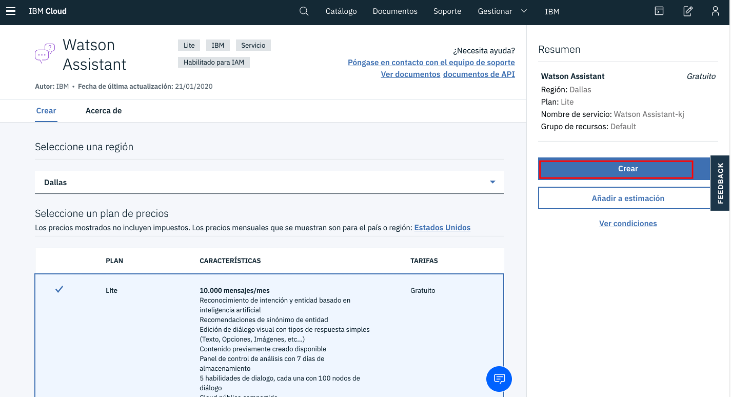 IBM Cloud
Catálogo Documentos Soporte Gestionar IBM
Watson
Assistant
Lite IBM Servicio
Habilitado para IAM
¿Necesita ayuda?
Póngase en contacto con el equipo de soporte
Ver documentos documentos de API
Autor: IBM • Fecha de última actualización: 21/01/2020
Crear Acerca de
Seleccione una región
Dallas
Seleccione un plan de precios
Los precios mostrados no incluyen impuestos. Los precios mensuales que se muestran son para el país o región: Estados Unidos
PLAN CARACTERÍSTICAS TARIFAS
Lite 10.000 mensajes/mes Gratuito
Reconocimiento de intención y entidad basado en
inteligencia artificial
Recomendaciones de sinónimo de entidad
Edición de diálogo visual con tipos de respuesta simples
(Texto, Opciones, Imágenes, etc...)
Contenido previamente creado disponible
Panel de control de análisis con 7 días de
almacenamiento
5 habilidades de dialogo, cada una con 100 nodos de
diálogo
Resumen
Watson Assistant Gratuito
Región: Dallas
Plan: Lite
Nombre de servicio: Watson Assistant-kj
Grupo de recursos: Default
Crear
Añadir a estimación
Ver condiciones
FEEDBACK